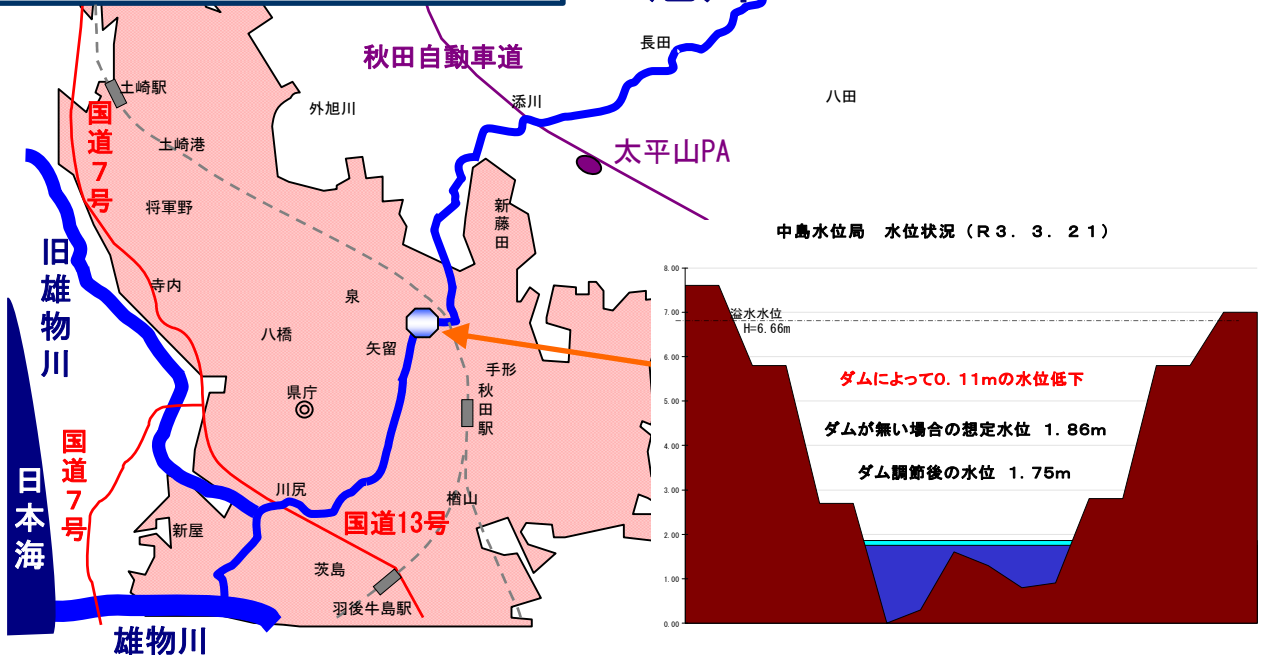 長田
秋田自動車道
土崎駅
外旭川
添川
八田
国道7号
土崎港
太平山PA
将軍野
新藤田
旧雄物川
寺内
泉
八橋
矢留
手形
県庁
秋田駅
国道7号
日本海
川尻
楢山
国道13号
新屋
茨島
羽後牛島駅
雄物川
中島水位局 水位状況（R3．3．21）
8.00
7.00
6.00
5.00
4.00
3.00
2.00
1.00
0.00
溢水水位
H=6.66m
ダムによって0．11mの水位低下
ダムが無い場合の想定水位 1．86m
ダム調節後の水位 1．75m